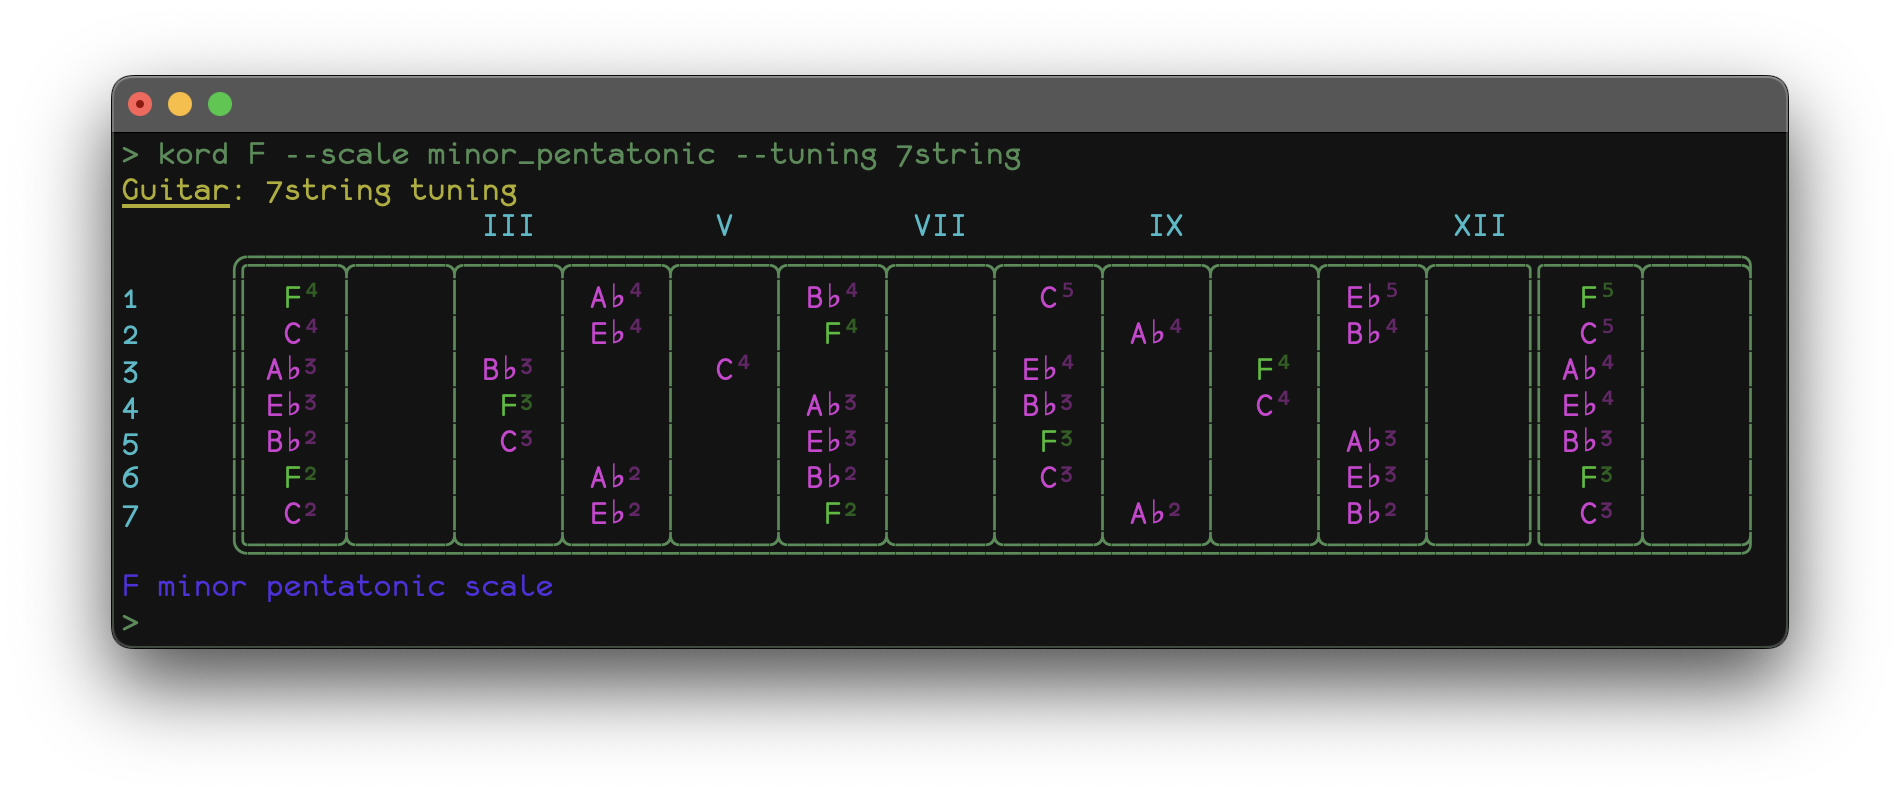 > kord F --scale minor_pentatonic --tuning 7string
Guitar: 7string tuning
III V VII IX XII
1 F⁴ A♭⁴ B♭⁴ C⁵ E♭⁵ F⁵
2 C⁴ E♭⁴ F⁴ A♭⁴ B♭⁴ C⁵
3 A♭³ B♭³ C⁴ E♭⁴ F⁴ A♭⁴
4 E♭³ F³ A♭³ B♭³ C⁴ E♭⁴
5 B♭² C³ E♭³ F³ A♭³ B♭³
6 F² A♭² B♭² C³ E♭³ F³
7 C² E♭² F² A♭² B♭² C³
F minor pentatonic scale
>